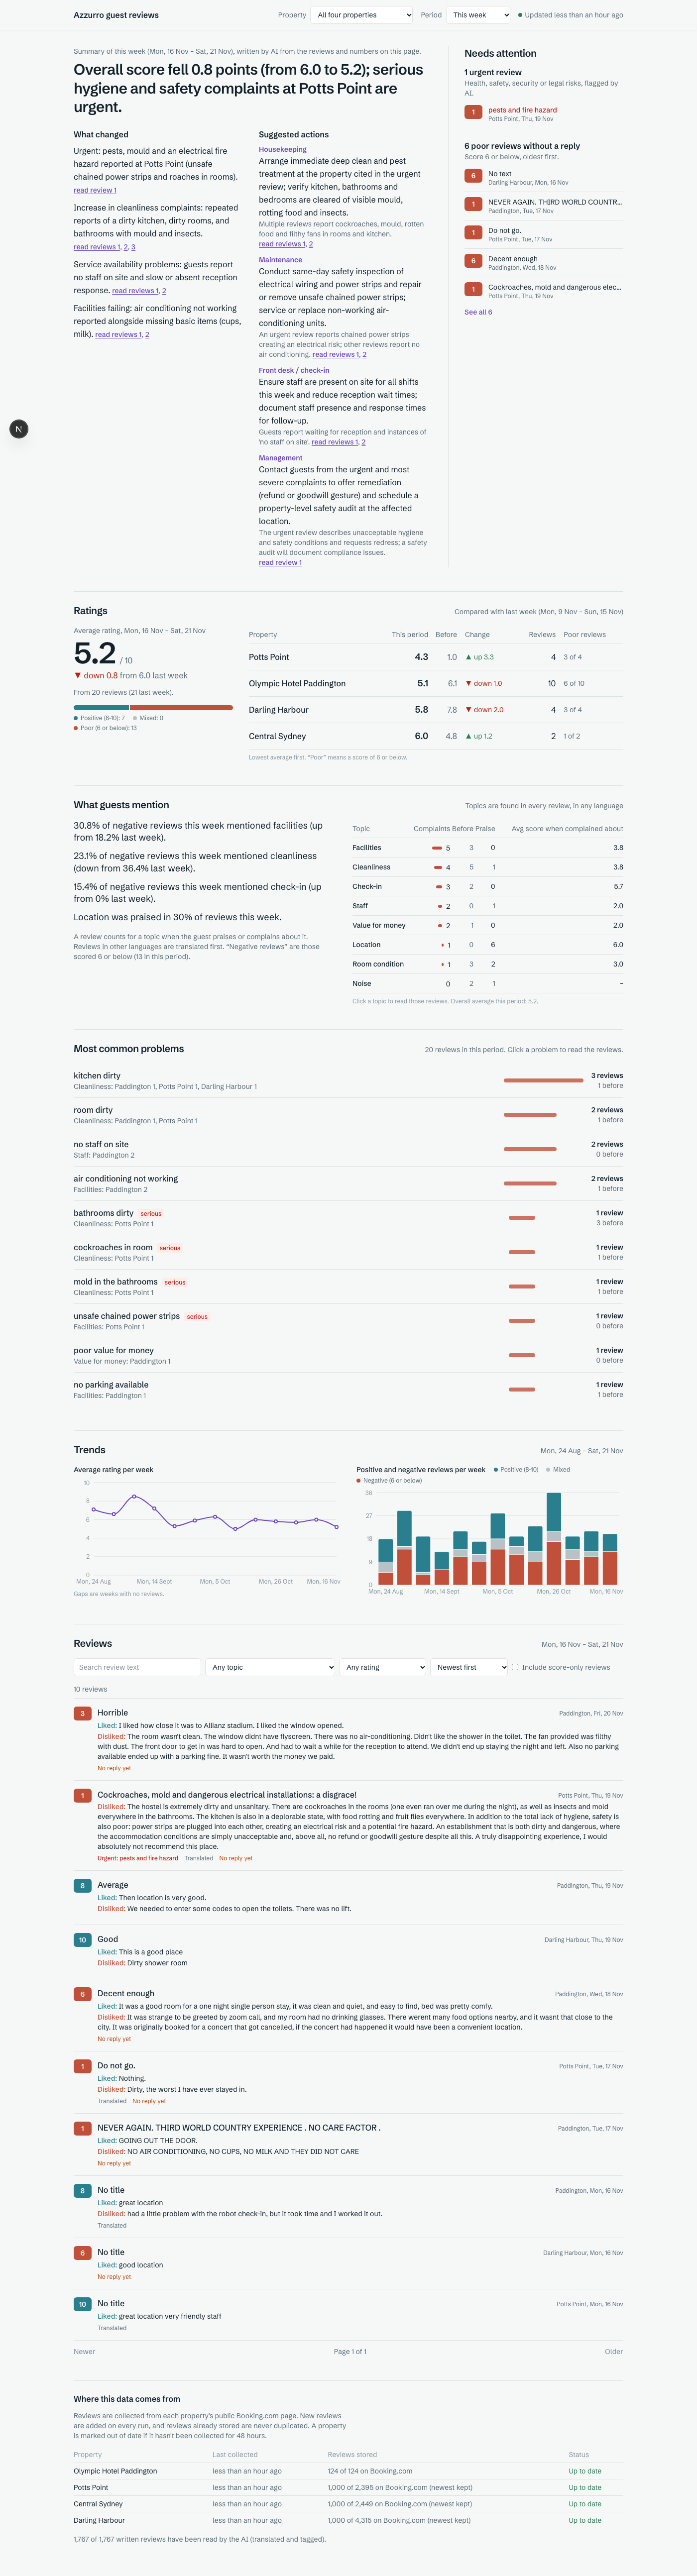 Azzurro guest reviews
Property All four properties Period This week Updated less than an hour ago
Summary of this week (Mon, 16 Nov – Sat, 21 Nov), written by AI from the reviews and numbers on this page.
Overall score fell 0.8 points (from 6.0 to 5.2); serious
hygiene and safety complaints at Potts Point are
urgent.
What changed
Urgent: pests, mould and an electrical fire
hazard reported at Potts Point (unsafe
chained power strips and roaches in rooms).
read review 1
Increase in cleanliness complaints: repeated
reports of a dirty kitchen, dirty rooms, and
bathrooms with mould and insects.
read reviews 1, 2, 3
Service availability problems: guests report
no staff on site and slow or absent reception
response. read reviews 1, 2
Facilities failing: air conditioning not working
reported alongside missing basic items (cups,
milk). read reviews 1, 2
Suggested actions
Housekeeping
Arrange immediate deep clean and pest
treatment at the property cited in the urgent
review; verify kitchen, bathrooms and
bedrooms are cleared of visible mould,
rotting food and insects.
Multiple reviews report cockroaches, mould, rotten
food and filthy fans in rooms and kitchen.
read reviews 1, 2
Maintenance
Conduct same-day safety inspection of
electrical wiring and power strips and repair
or remove unsafe chained power strips;
service or replace non-working air-
conditioning units.
An urgent review reports chained power strips
creating an electrical risk; other reviews report no
air conditioning. read reviews 1, 2
Front desk / check-in
Ensure staff are present on site for all shifts
this week and reduce reception wait times;
document staff presence and response times
for follow-up.
Guests report waiting for reception and instances of
'no staff on site'. read reviews 1, 2
Management
Contact guests from the urgent and most
severe complaints to offer remediation
(refund or goodwill gesture) and schedule a
property-level safety audit at the affected
location.
The urgent review describes unacceptable hygiene
and safety conditions and requests redress; a safety
audit will document compliance issues.
read review 1
Needs attention
1 urgent review
Health, safety, security or legal risks, flagged by
AI.
1 pests and fire hazard
Potts Point, Thu, 19 Nov
6 poor reviews without a reply
Score 6 or below, oldest first.
6 No text
Darling Harbour, Mon, 16 Nov
1 NEVER AGAIN. THIRD WORLD COUNTR...
Paddington, Tue, 17 Nov
1 Do not go.
Potts Point, Tue, 17 Nov
6 Decent enough
Paddington, Wed, 18 Nov
1 Cockroaches, mold and dangerous elec...
Potts Point, Thu, 19 Nov
See all 6
N
Ratings
Compared with last week (Mon, 9 Nov – Sun, 15 Nov)
Average rating, Mon, 16 Nov – Sat, 21 Nov
5.2 / 10
▼ down 0.8 from 6.0 last week
From 20 reviews (21 last week).
Positive (8-10): 7 Mixed: 0
Poor (6 or below): 13
Property This period Before Change Reviews Poor reviews
Potts Point 4.3 1.0 ▲ up 3.3 4 3 of 4
Olympic Hotel Paddington 5.1 6.1 ▼ down 1.0 10 6 of 10
Darling Harbour 5.8 7.8 ▼ down 2.0 4 3 of 4
Central Sydney 6.0 4.8 ▲ up 1.2 2 1 of 2
Lowest average first. “Poor” means a score of 6 or below.
What guests mention
Topics are found in every review, in any language
30.8% of negative reviews this week mentioned facilities (up
from 18.2% last week).
23.1% of negative reviews this week mentioned cleanliness
(down from 36.4% last week).
15.4% of negative reviews this week mentioned check-in (up
from 0% last week).
Location was praised in 30% of reviews this week.
A review counts for a topic when the guest praises or complains about it.
Reviews in other languages are translated first. “Negative reviews” are those
scored 6 or below (13 in this period).
Topic Complaints Before Praise Avg score when complained about
Facilities 5 3 0 3.8
Cleanliness 4 5 1 3.8
Check-in 3 2 0 5.7
Staff 2 0 1 2.0
Value for money 2 1 0 2.0
Location 1 0 6 6.0
Room condition 1 3 2 3.0
Noise 0 2 1 –
Click a topic to read those reviews. Overall average this period: 5.2.
Most common problems
20 reviews in this period. Click a problem to read the reviews.
kitchen dirty 3 reviews
Cleanliness: Paddington 1, Potts Point 1, Darling Harbour 1 1 before
room dirty 2 reviews
Cleanliness: Paddington 1, Potts Point 1 1 before
no staff on site 2 reviews
Staff: Paddington 2 0 before
air conditioning not working 2 reviews
Facilities: Paddington 2 1 before
bathrooms dirty serious 1 review
Cleanliness: Potts Point 1 3 before
cockroaches in room serious 1 review
Cleanliness: Potts Point 1 1 before
mold in the bathrooms serious 1 review
Cleanliness: Potts Point 1 1 before
unsafe chained power strips serious 1 review
Facilities: Potts Point 1 0 before
poor value for money 1 review
Value for money: Paddington 1 0 before
no parking available 1 review
Facilities: Paddington 1 1 before
Trends
Mon, 24 Aug – Sat, 21 Nov
Average rating per week
10
8
6
4
2
0
Mon, 24 Aug Mon, 14 Sept Mon, 5 Oct Mon, 26 Oct Mon, 16 Nov
Gaps are weeks with no reviews.
Positive and negative reviews per week Positive (8-10) Mixed
Negative (6 or below)
36
27
18
9
0
Mon, 24 Aug Mon, 14 Sept Mon, 5 Oct Mon, 26 Oct Mon, 16 Nov
Reviews
Mon, 16 Nov – Sat, 21 Nov
Search review text Any topic Any rating Newest first Include score-only reviews
10 reviews
3 Horrible Paddington, Fri, 20 Nov
Liked: I liked how close it was to Allianz stadium. I liked the window opened.
Disliked: The room wasnt clean. The window didnt have flyscreen. There was no air-conditioning. Didn't like the shower in the toilet. The fan provided was filthy
with dust. The front door to get in was hard to open. And had to wait a while for the reception to attend. We didn't end up staying the night and left. Also no parking
available ended up with a parking fine. It wasn't worth the money we paid.
No reply yet
1 Cockroaches, mold and dangerous electrical installations: a disgrace! Potts Point, Thu, 19 Nov
Disliked: The hostel is extremely dirty and unsanitary. There are cockroaches in the rooms (one even ran over me during the night), as well as insects and mold
everywhere in the bathrooms. The kitchen is also in a deplorable state, with food rotting and fruit flies everywhere. In addition to the total lack of hygiene, safety is
also poor: power strips are plugged into each other, creating an electrical risk and a potential fire hazard. An establishment that is both dirty and dangerous, where
the accommodation conditions are simply unacceptable and, above all, no refund or goodwill gesture despite all this. A truly disappointing experience, I would
absolutely not recommend this place.
Urgent: pests and fire hazard Translated No reply yet
8 Average Paddington, Thu, 19 Nov
Liked: Then location is very good.
Disliked: We needed to enter some codes to open the toilets. There was no lift.
10 Good Darling Harbour, Thu, 19 Nov
Liked: This is a good place
Disliked: Dirty shower room
6 Decent enough Paddington, Wed, 18 Nov
Liked: It was a good room for a one night single person stay, it was clean and quiet, and easy to find, bed was pretty comfy.
Disliked: It was strange to be greeted by zoom call, and my room had no drinking glasses. There werent many food options nearby, and it wasnt that close to the
city. It was originally booked for a concert that got cancelled, if the concert had happened it would have been a convenient location.
No reply yet
1 Do not go. Potts Point, Tue, 17 Nov
Liked: Nothing.
Disliked: Dirty, the worst I have ever stayed in.
Translated No reply yet
1 NEVER AGAIN. THIRD WORLD COUNTRY EXPERIENCE . NO CARE FACTOR . Paddington, Tue, 17 Nov
Liked: GOING OUT THE DOOR.
Disliked: NO AIR CONDITIONING, NO CUPS, NO MILK AND THEY DID NOT CARE
No reply yet
8 No title Paddington, Mon, 16 Nov
Liked: great location
Disliked: had a little problem with the robot check-in, but it took time and I worked it out.
Translated
6 No title Darling Harbour, Mon, 16 Nov
Liked: good location
No reply yet
10 No title Potts Point, Mon, 16 Nov
Liked: great location very friendly staff
Translated
Newer Page 1 of 1 Older
Where this data comes from
Reviews are collected from each property's public Booking.com page. New reviews
are added on every run, and reviews already stored are never duplicated. A property
is marked out of date if it hasn't been collected for 48 hours.
Property Last collected Reviews stored Status
Olympic Hotel Paddington less than an hour ago 124 of 124 on Booking.com Up to date
Potts Point less than an hour ago 1,000 of 2,395 on Booking.com (newest kept) Up to date
Central Sydney less than an hour ago 1,000 of 2,449 on Booking.com (newest kept) Up to date
Darling Harbour less than an hour ago 1,000 of 4,315 on Booking.com (newest kept) Up to date
1,767 of 1,767 written reviews have been read by the AI (translated and tagged).